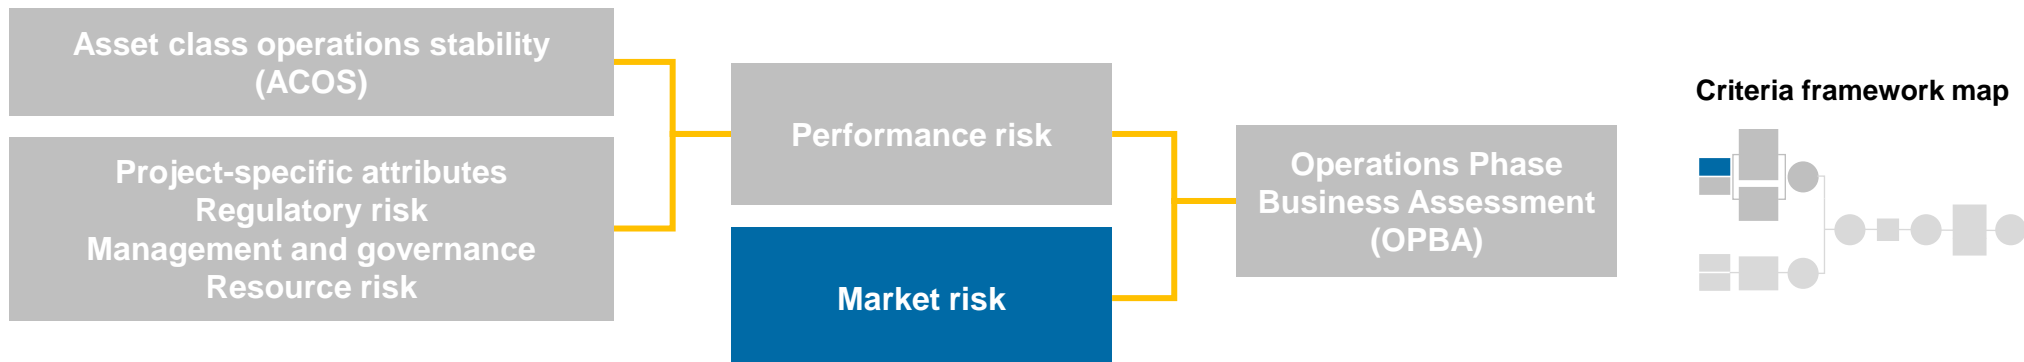 Asset class operations stability
(ACOS)
Project-specific attributes
Regulatory risk
Management and governance
Resource risk
Performance risk
Market risk
Operations Phase
Business Assessment
(OPBA)
Criteria framework map